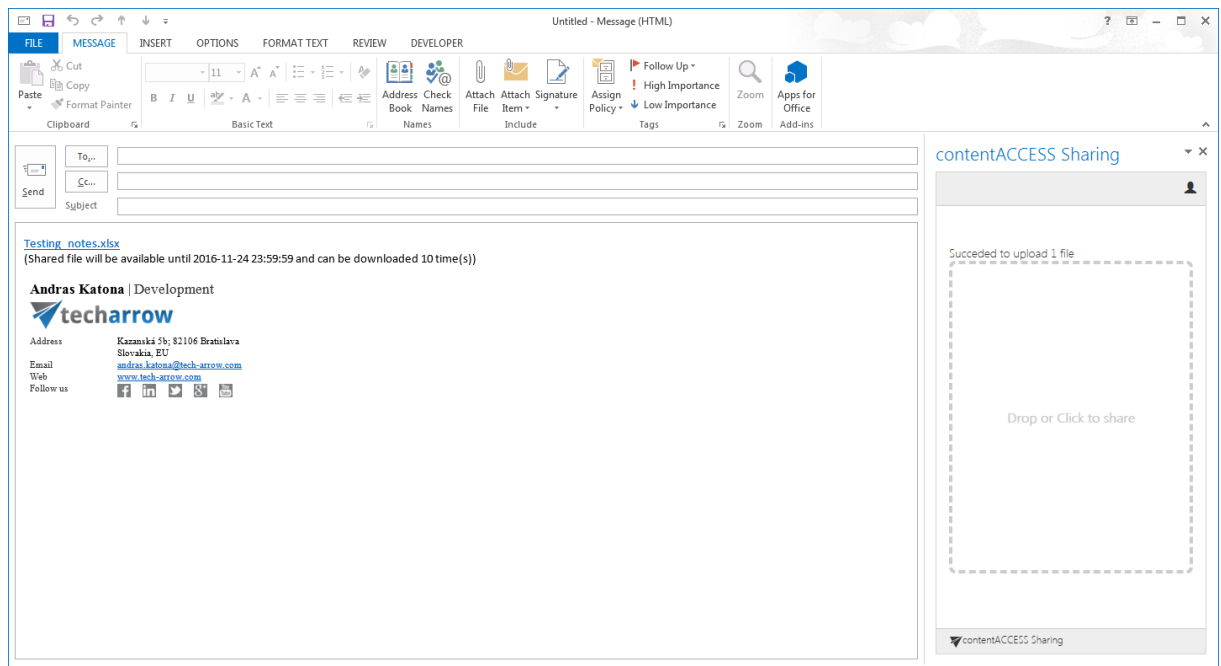 Untitled - Message (HTML)
?
FILE MESSAGE INSERT OPTIONS FORMAT TEXT REVIEW DEVELOPER
Paste
Cut
Copy
Format Painter
Clipboard
11
B I U
Basic Text
Address Book
Check Names
Names
Attach File
Attach Item
Signature
Include
Assign Policy
Follow Up
High Importance
Low Importance
Tags
Zoom
Zoom
Apps for Office
Add-ins
Send
To...
Cc...
Subject
Testing_notes.xlsx
(Shared file will be available until 2016-11-24 23:59:59 and can be downloaded 10 time(s))
Andras Katona | Development
techarrow
Address Kazanská 5b; 82106 Bratislava
Slovakia, EU
Email andras.katona@tech-arrow.com
Web www.tech-arrow.com
Follow us
contentACCESS Sharing
Succeded to upload 1 file
Drop or Click to share
contentACCESS Sharing